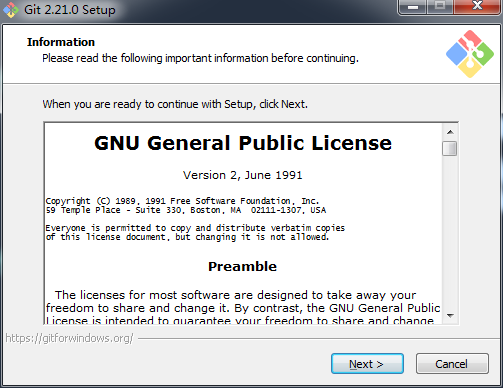 Git 2.21.0 Setup
Information
Please read the following important information before continuing.
When you are ready to continue with Setup, click Next.
GNU General Public License
Version 2, June 1991
Copyright (C) 1989, 1991 Free Software Foundation, Inc.
59 Temple Place - Suite 330, Boston, MA  02111-1307, USA
Everyone is permitted to copy and distribute verbatim copies
of this license document, but changing it is not allowed.
Preamble
The licenses for most software are designed to take away your
freedom to share and change it. By contrast, the GNU General Public
License is intended to guarantee your freedom to share and change
https://gitforwindows.org/
Next >
Cancel